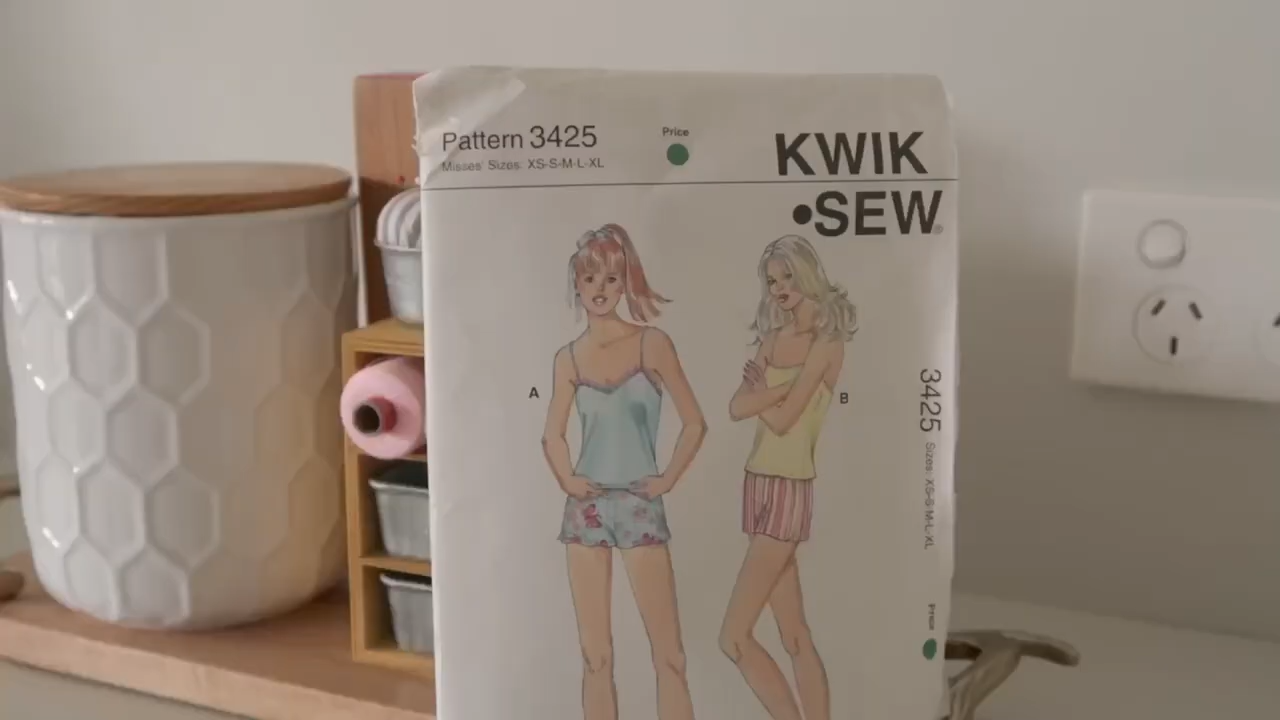 Pattern 3425
Misses' Sizes: XS-S-M-L-XL
Price
KWIK
•SEW®
A
B
3425 Sizes: XS-S-M-L-XL
Price